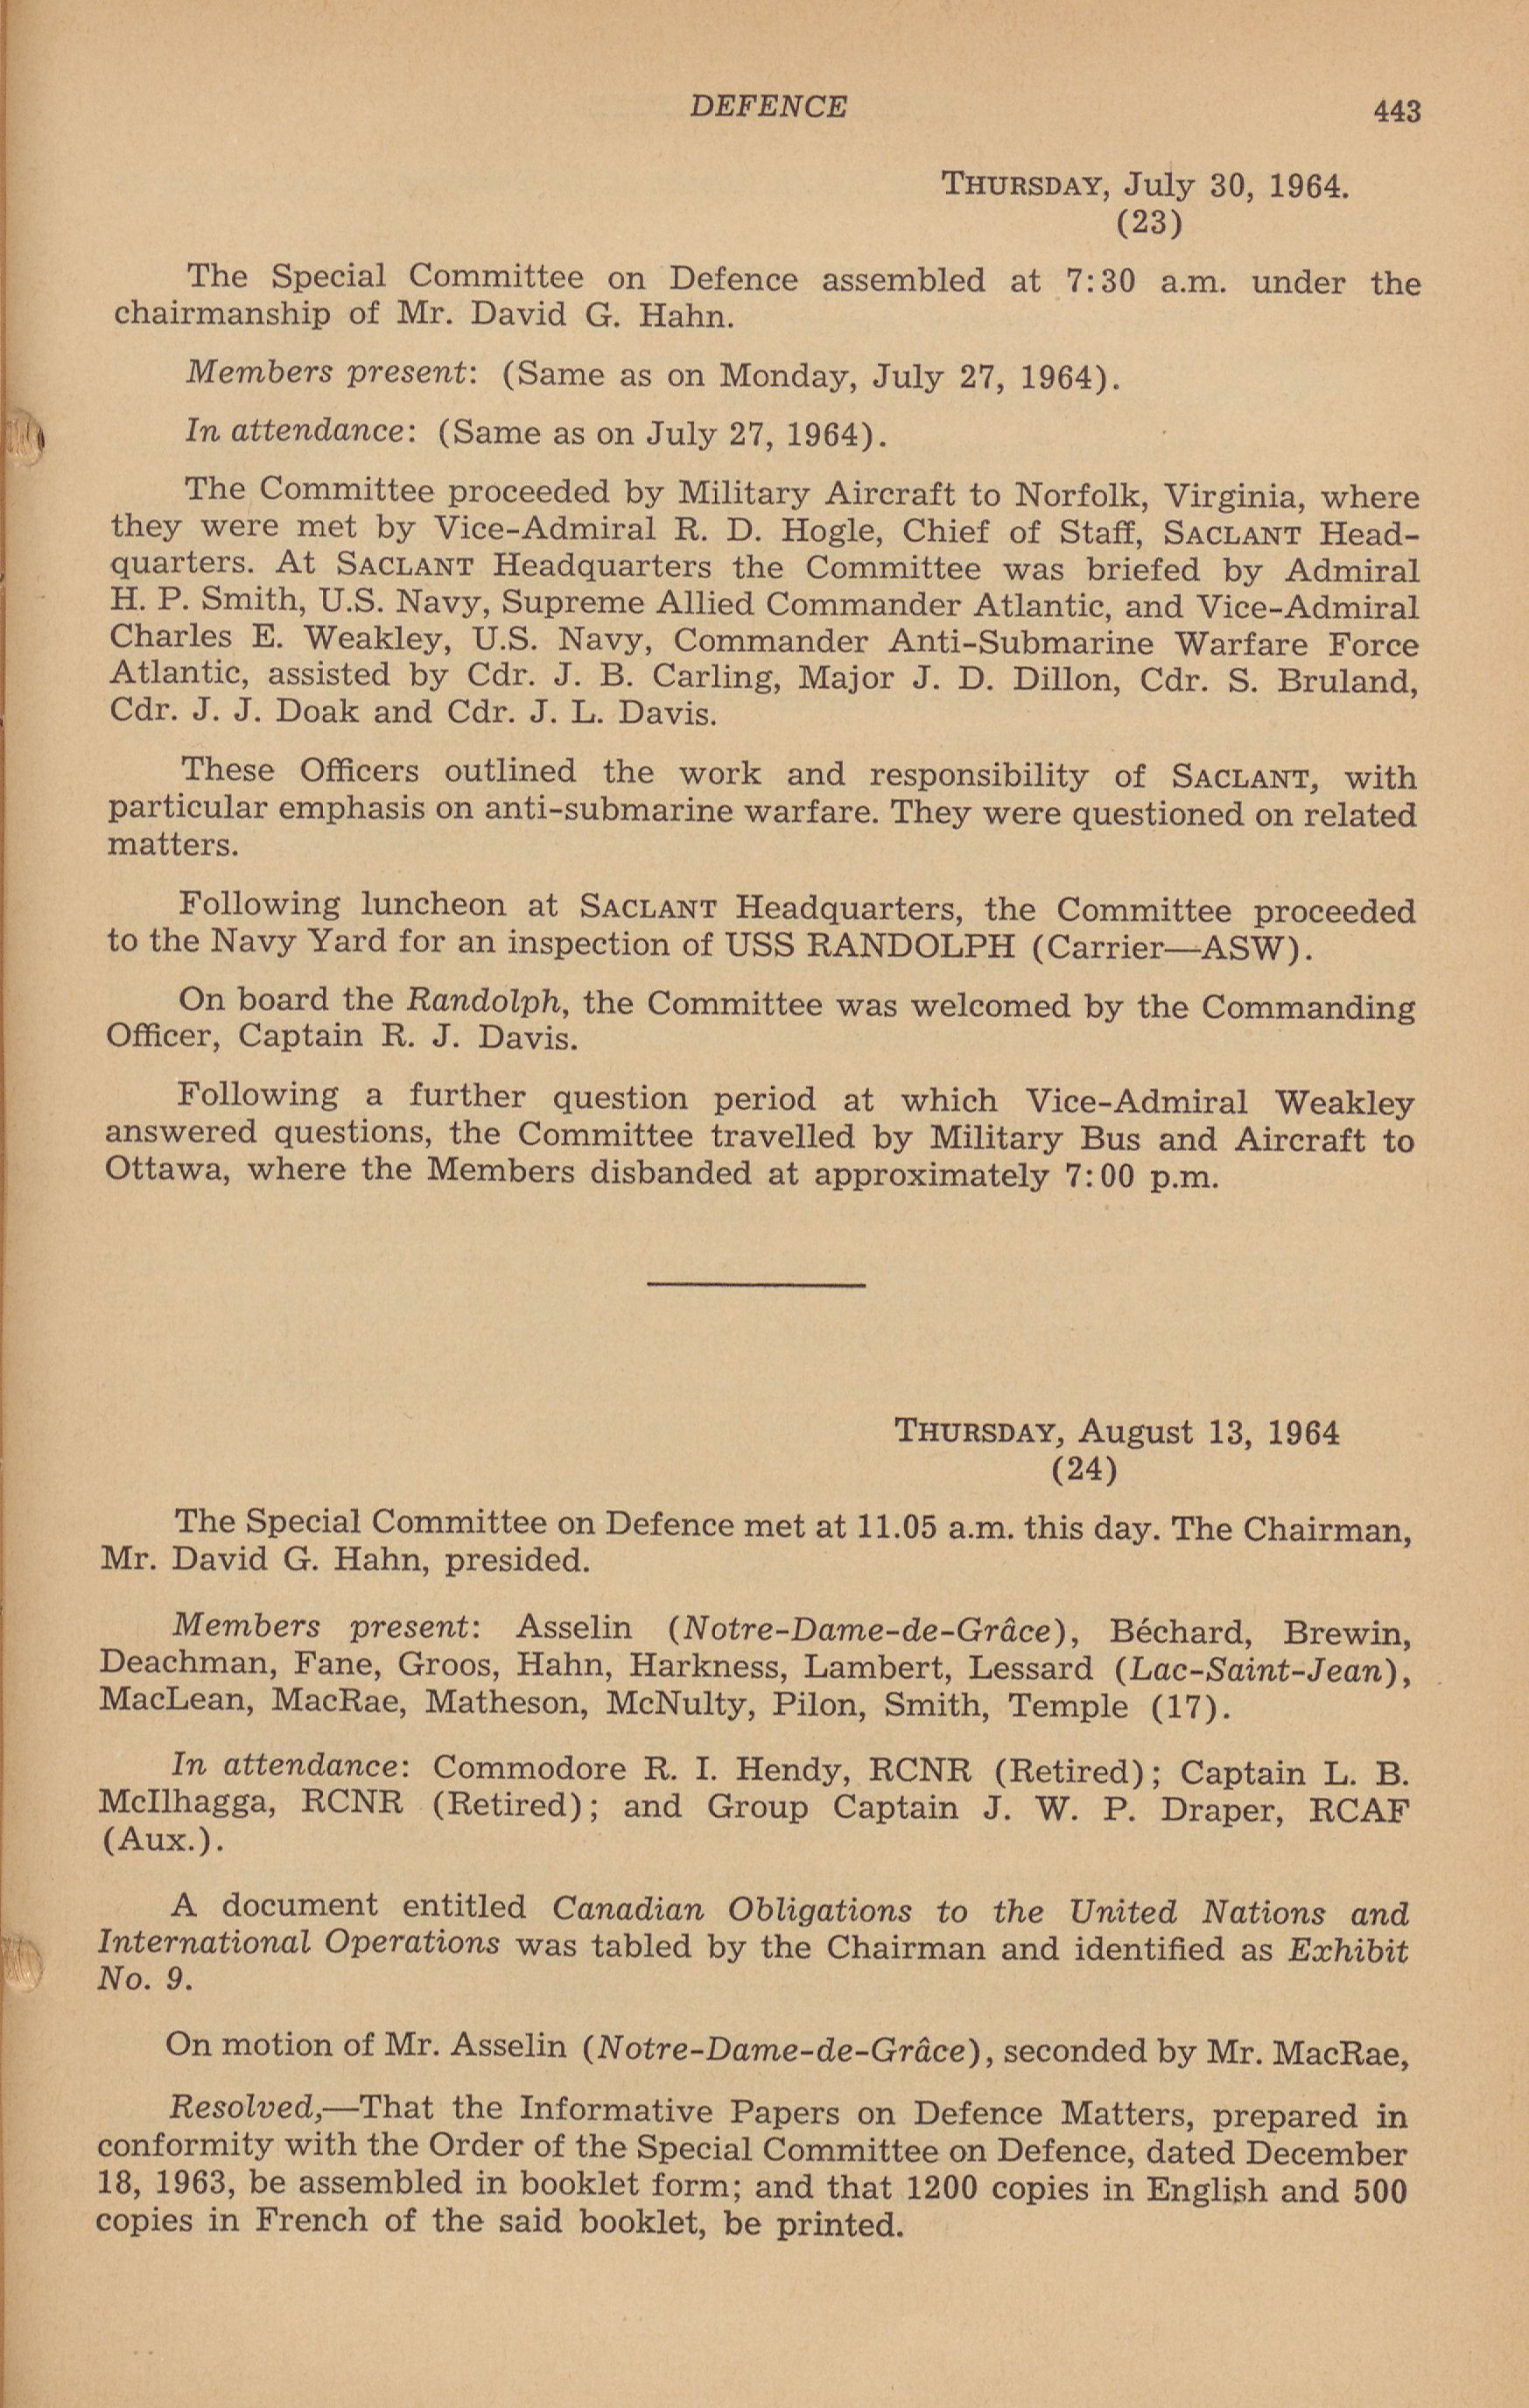 DEFENCE 443
THURSDAY, July 30, 1964.
(23)
The Special Committee on Defence assembled at 7:30 a.m. under the
chairmanship of Mr. David G. Hahn.
Members present: (Same as on Monday, July 27, 1964).
In attendance: (Same as on July 27, 1964).
The Committee proceeded by Military Aircraft to Norfolk, Virginia, where
they were met by Vice-Admiral R. D. Hogle, Chief of Staff, SACLANT Head-
quarters. At SACLANT Headquarters the Committee was briefed by Admiral
H. P. Smith, U.S. Navy, Supreme Allied Commander Atlantic, and Vice-Admiral
Charles E. Weakley, U.S. Navy, Commander Anti-Submarine Warfare Force
Atlantic, assisted by Cdr. J. B. Carling, Major J. D. Dillon, Cdr. S. Bruland,
Cdr. J. J. Doak and Cdr. J. L. Davis.
These Officers outlined the work and responsibility of SACLANT, with
particular emphasis on anti-submarine warfare. They were questioned on related
matters.
Following luncheon at SACLANT Headquarters, the Committee proceeded
to the Navy Yard for an inspection of USS RANDOLPH (Carrier—ASW).
On board the Randolph, the Committee was welcomed by the Commanding
Officer, Captain R. J. Davis.
Following a further question period at which Vice-Admiral Weakley
answered questions, the Committee travelled by Military Bus and Aircraft to
Ottawa, where the Members disbanded at approximately 7:00 p.m.
THURSDAY, August 13, 1964
(24)
The Special Committee on Defence met at 11.05 a.m. this day. The Chairman,
Mr. David G. Hahn, presided.
Members present: Asselin (Notre-Dame-de-Grâce), Béchard, Brewin,
Deachman, Fane, Groos, Hahn, Harkness, Lambert, Lessard (Lac-Saint-Jean),
MacLean, MacRae, Matheson, McNulty, Pilon, Smith, Temple (17).
In attendance: Commodore R. I. Hendy, RCNR (Retired); Captain L. B.
McIlhagga, RCNR (Retired); and Group Captain J. W. P. Draper, RCAF
(Aux.).
A document entitled Canadian Obligations to the United Nations and
International Operations was tabled by the Chairman and identified as Exhibit
No. 9.
On motion of Mr. Asselin (Notre-Dame-de-Grâce), seconded by Mr. MacRae,
Resolved,—That the Informative Papers on Defence Matters, prepared in
conformity with the Order of the Special Committee on Defence, dated December
18, 1963, be assembled in booklet form; and that 1200 copies in English and 500
copies in French of the said booklet, be printed.